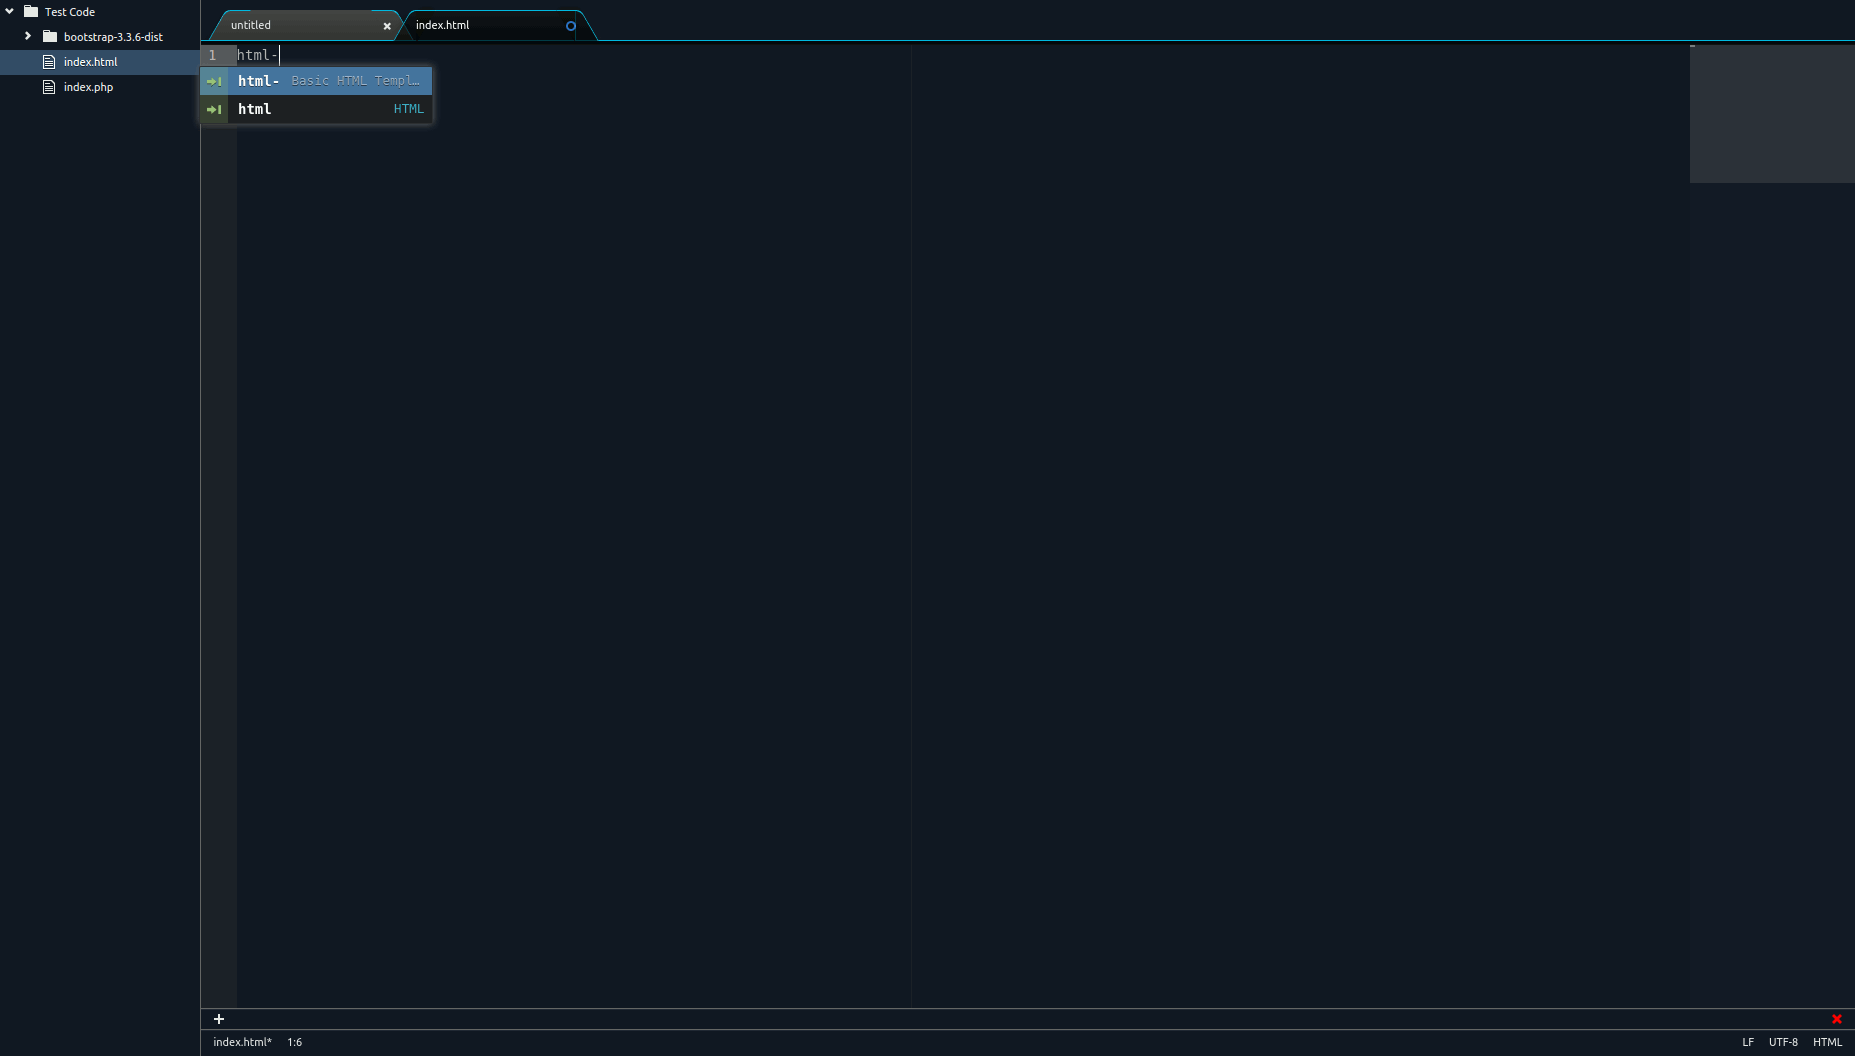 Test Code
bootstrap-3.3.6-dist
index.html
index.php
untitled
index.html
1 html-
html- Basic HTML Templ…
html HTML
index.html* 1:6
LF UTF-8 HTML